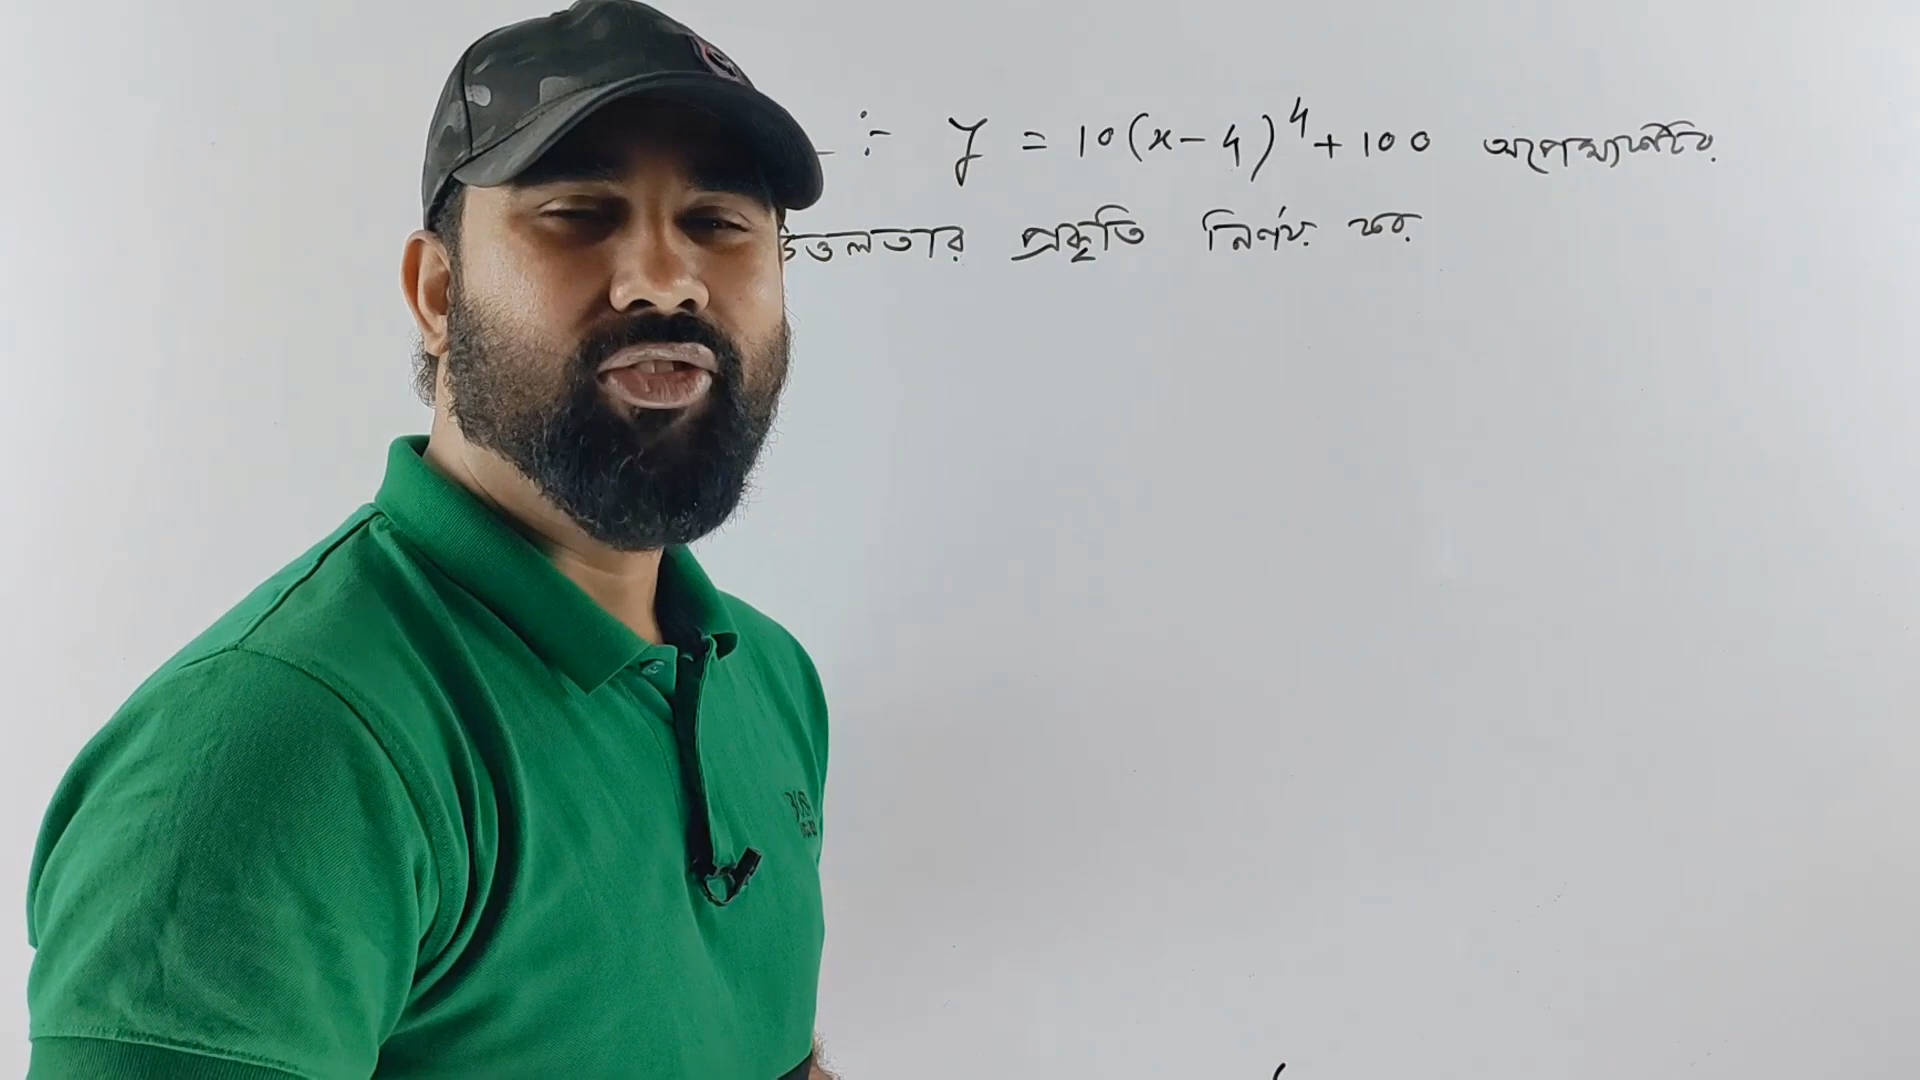 :- y = 10(x-4)⁴+100 অপেক্ষকটির
উত্তলতার প্রকৃতি নির্ণয় কর